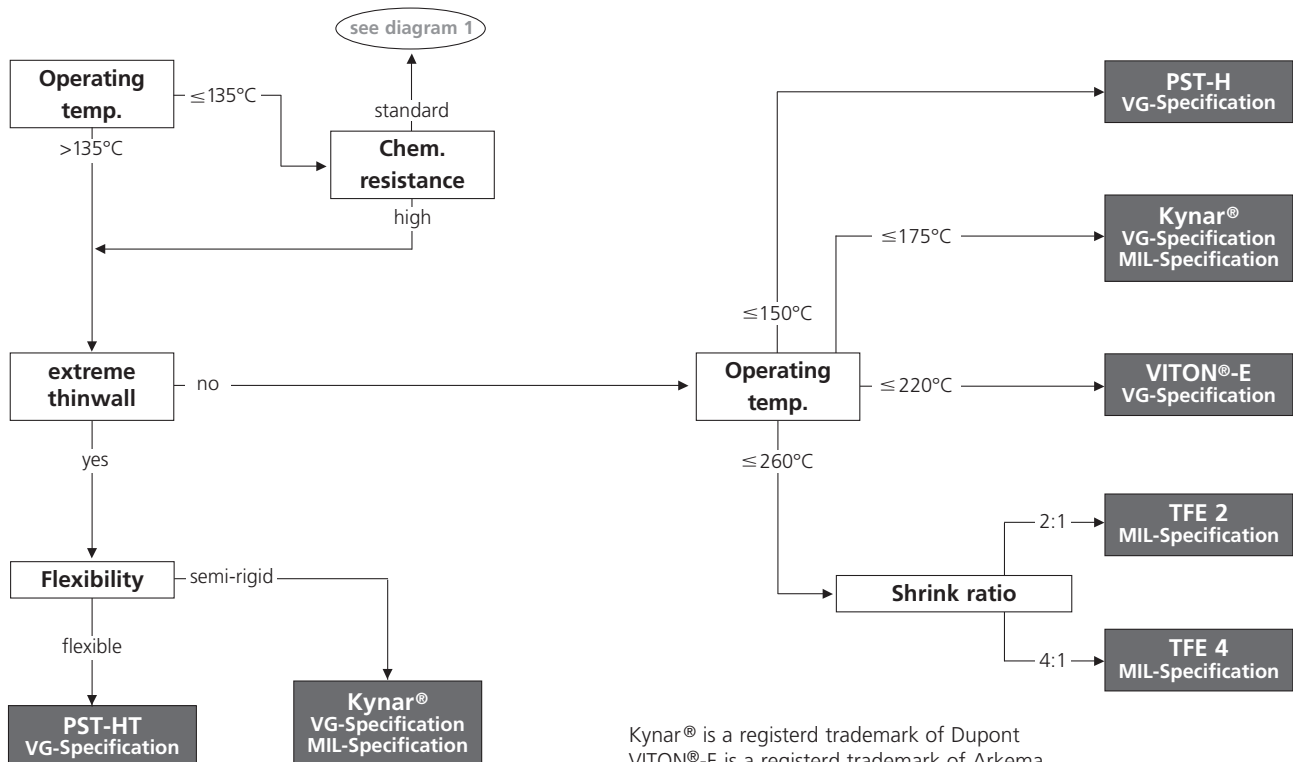 see diagram 1
Operating
temp.
≤135°C
>135°C
standard
Chem.
resistance
high
extreme
thinwall
no
yes
Flexibility
semi-rigid
flexible
PST-HT
VG-Specification
Kynar®
VG-Specification
MIL-Specification
Operating
temp.
≤150°C
≤175°C
≤220°C
≤260°C
PST-H
VG-Specification
Kynar®
VG-Specification
MIL-Specification
VITON®-E
VG-Specification
Shrink ratio
2:1
4:1
TFE 2
MIL-Specification
TFE 4
MIL-Specification
Kynar® is a registerd trademark of Dupont
VITON®-E is a registerd trademark of Arkema